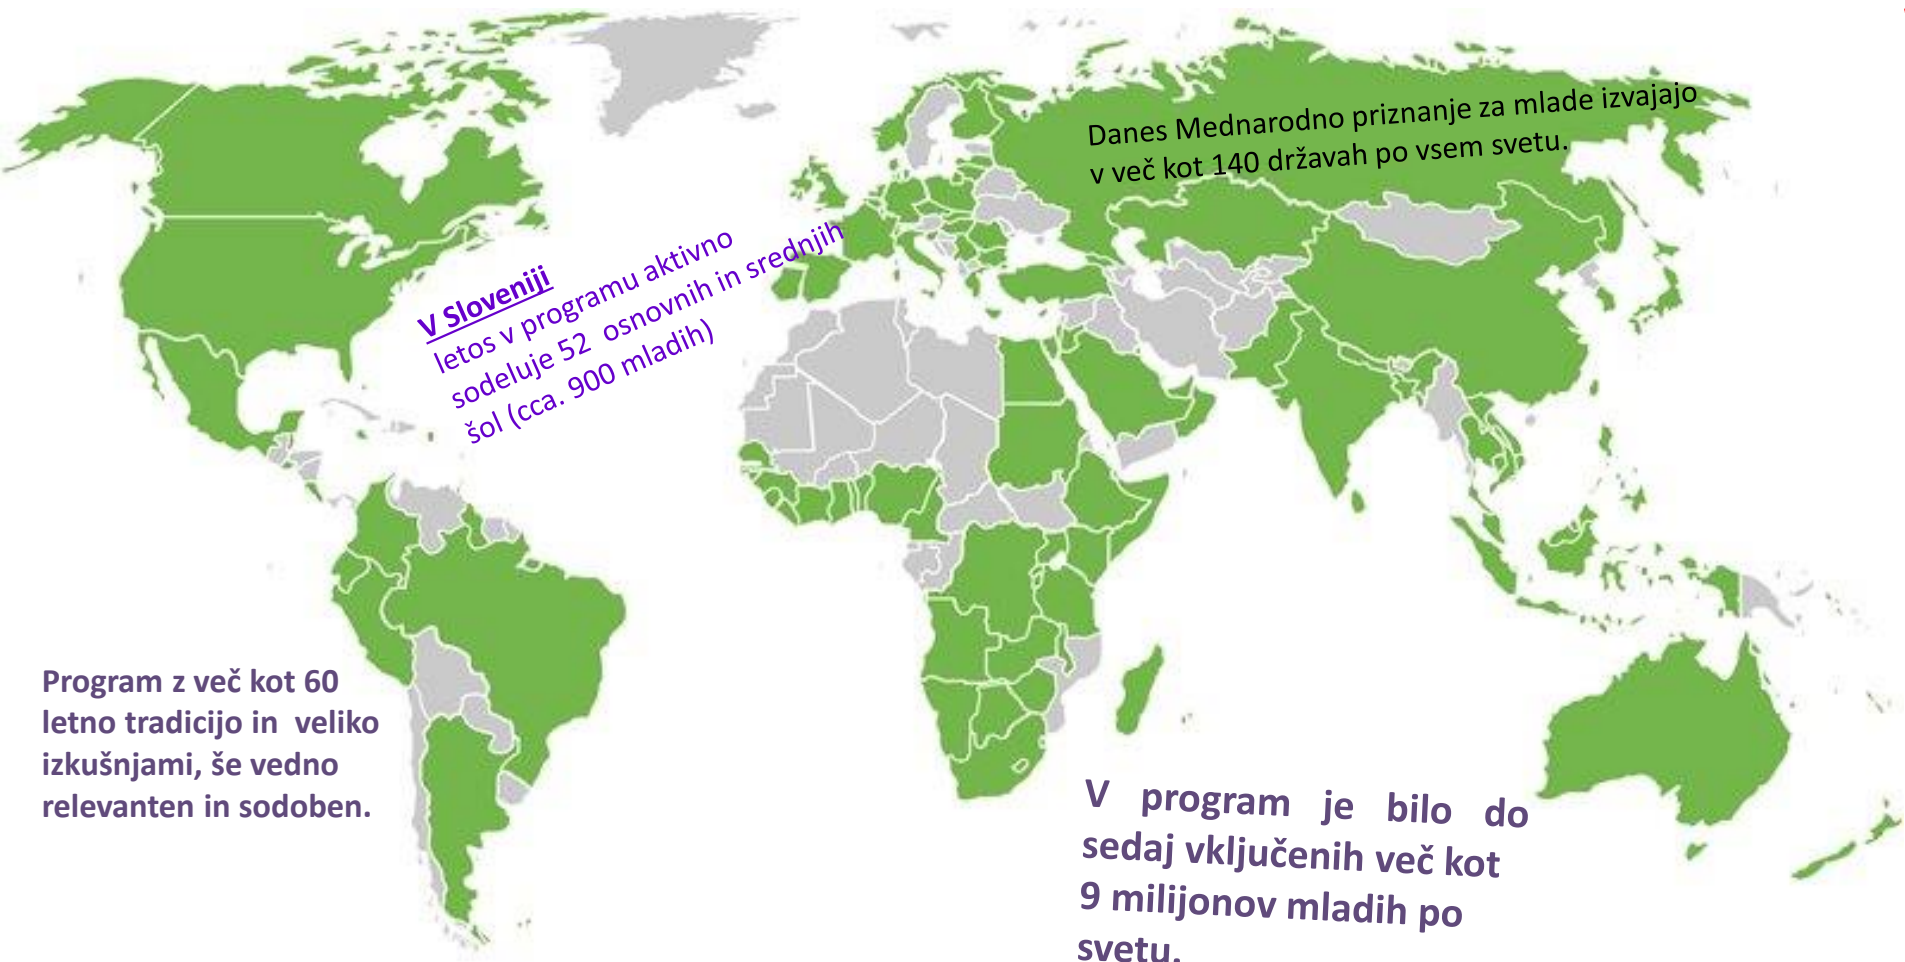 Danes Mednarodno priznanje za mlade izvajajo
v več kot 140 državah po vsem svetu.
V Sloveniji
letos v programu aktivno
sodeluje 52 osnovnih in srednjih
šol (cca. 900 mladih)
Program z več kot 60
letno tradicijo in veliko
izkušnjami, še vedno
relevanten in sodoben.
V program je bilo do
sedaj vključenih več kot
9 milijonov mladih po
svetu.